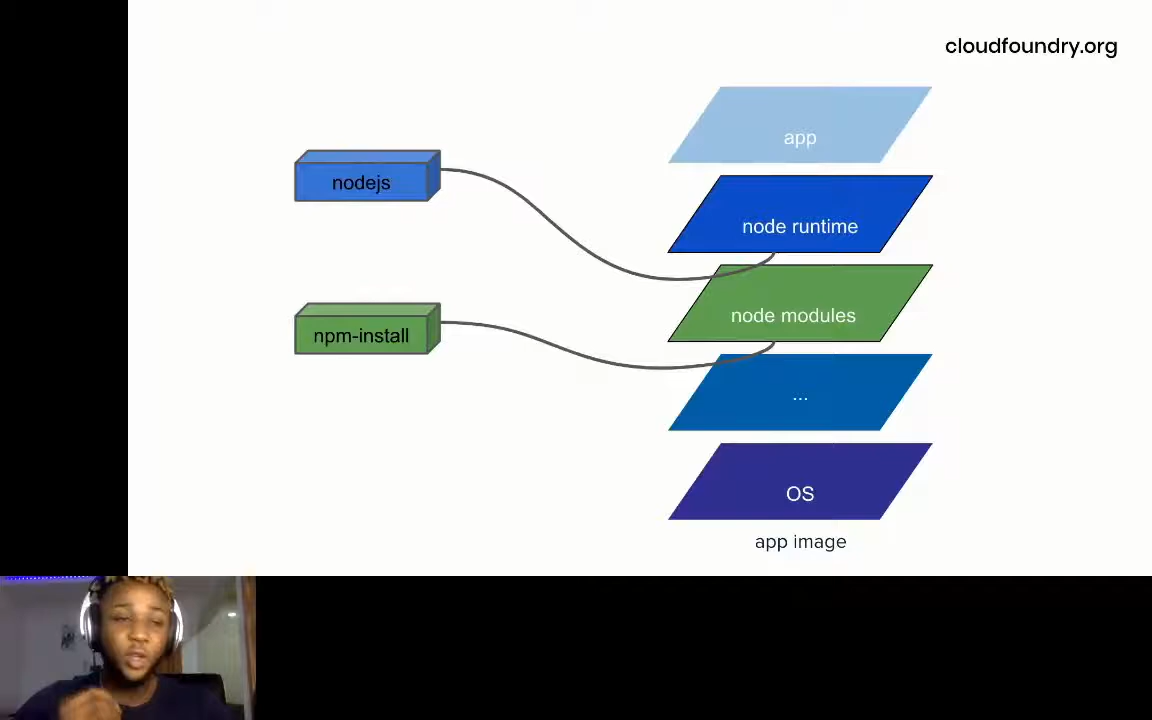 cloudfoundry.org
app
nodejs
node runtime
node modules
npm-install
...
OS
app image